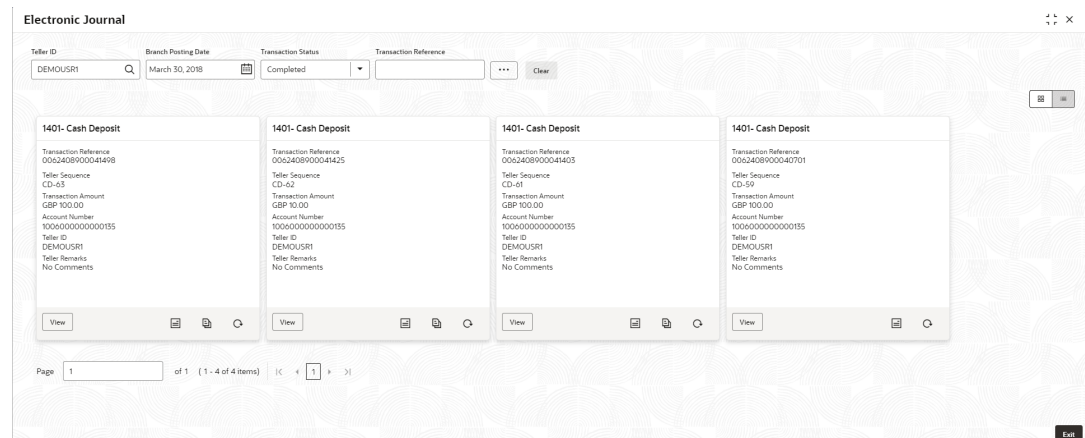 Electronic Journal
Teller ID
Branch Posting Date
Transaction Status
Transaction Reference
DEMOUSR1
March 30, 2018
Completed
...
Clear
1401- Cash Deposit
Transaction Reference
0062408900041498
Teller Sequence
CD-63
Transaction Amount
GBP 100.00
Account Number
1006000000000135
Teller ID
DEMOUSR1
Teller Remarks
No Comments
View
1401- Cash Deposit
Transaction Reference
0062408900041425
Teller Sequence
CD-62
Transaction Amount
GBP 10.00
Account Number
1006000000000135
Teller ID
DEMOUSR1
Teller Remarks
No Comments
View
1401- Cash Deposit
Transaction Reference
0062408900041403
Teller Sequence
CD-61
Transaction Amount
GBP 100.00
Account Number
1006000000000135
Teller ID
DEMOUSR1
Teller Remarks
No Comments
View
1401- Cash Deposit
Transaction Reference
0062408900040701
Teller Sequence
CD-59
Transaction Amount
GBP 100.00
Account Number
1006000000000135
Teller ID
DEMOUSR1
Teller Remarks
No Comments
View
Page 1 of 1 (1 - 4 of 4 items) 1
Exit